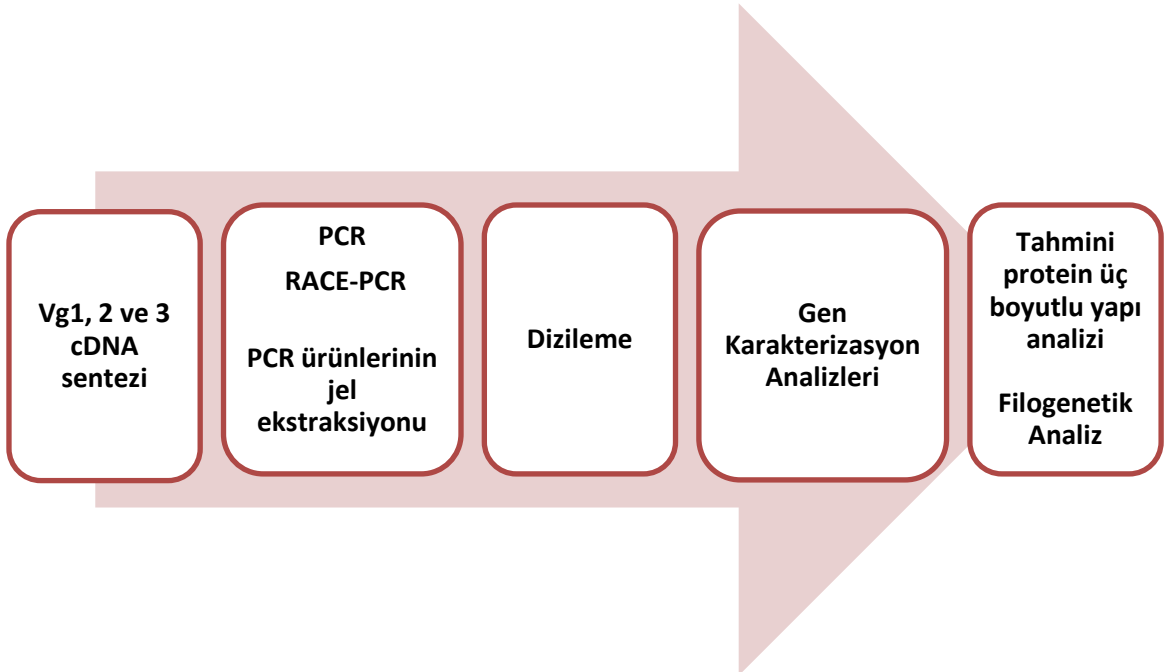 Vg1, 2 ve 3
cDNA
sentezi
PCR
RACE-PCR
PCR ürünlerinin
jel
ekstraksiyonu
Dizileme
Gen
Karakterizasyon
Analizleri
Tahmini
protein üç
boyutlu yapı
analizi
Filogenetik
Analiz